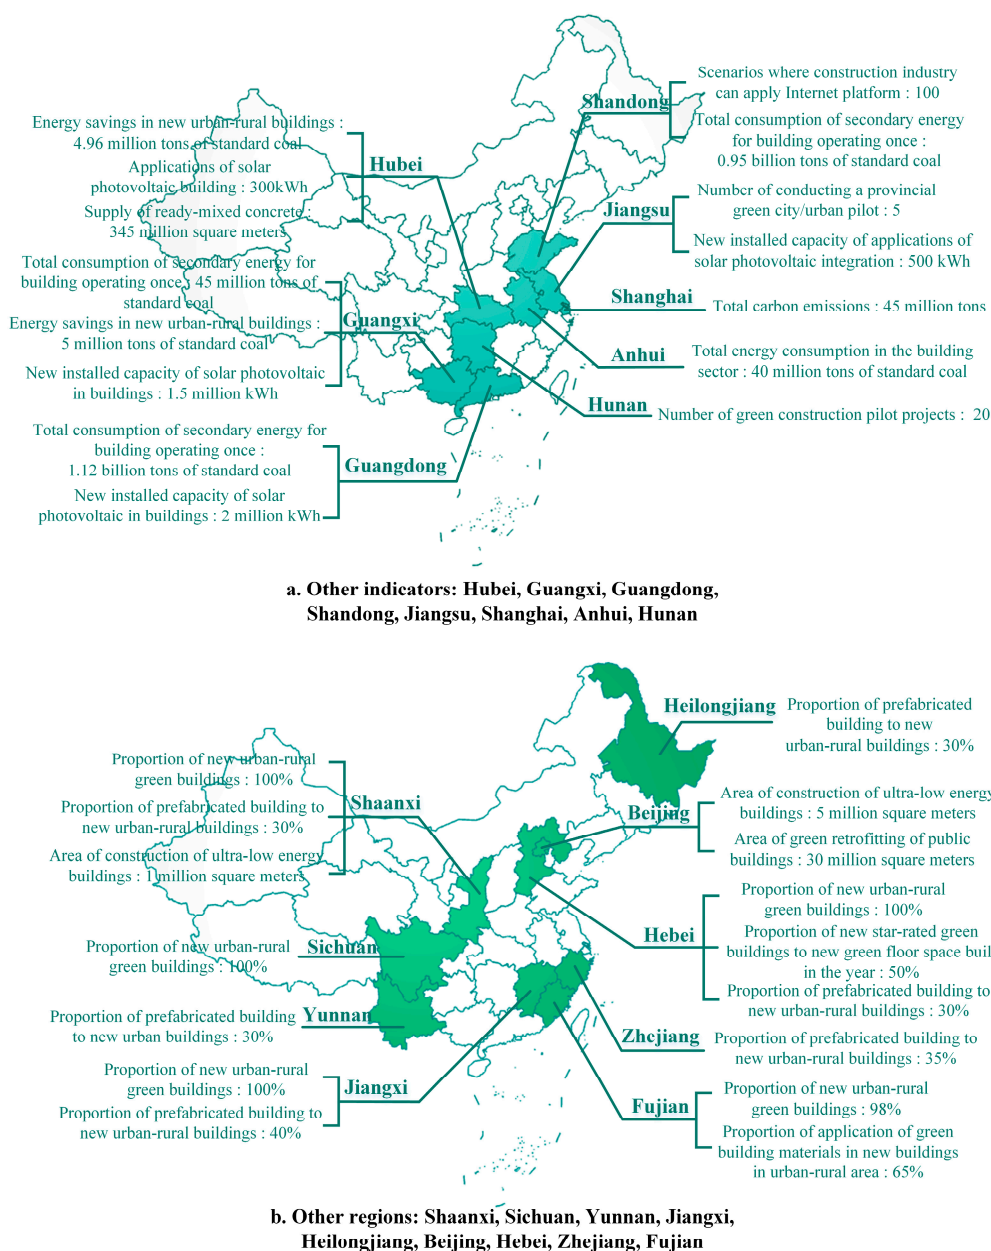 Energy savings in new urban-rural buildings :
4.96 million tons of standard coal
Applications of solar
photovoltaic building : 300kWh
Supply of ready-mixed concrete :
345 million square meters
Hubei
Total consumption of secondary energy for
building operating once : 45 million tons of
standard coal
Energy savings in new urban-rural buildings :
5 million tons of standard coal
New installed capacity of solar photovoltaic
in buildings : 1.5 million kWh
Guangxi
Total consumption of secondary energy for
building operating once :
1.12 billion tons of standard coal
New installed capacity of solar
photovoltaic in buildings : 2 million kWh
Guangdong
Shandong
Scenarios where construction industry
can apply Internet platform : 100
Total consumption of secondary energy
for building operating once :
0.95 billion tons of standard coal
Jiangsu
Number of conducting a provincial
green city/urban pilot : 5
New installed capacity of applications of
solar photovoltaic integration : 500 kWh
Shanghai
Total carbon emissions : 45 million tons
Anhui
Total energy consumption in the building
sector : 40 million tons of standard coal
Hunan
Number of green construction pilot projects : 20
a. Other indicators: Hubei, Guangxi, Guangdong,
Shandong, Jiangsu, Shanghai, Anhui, Hunan
Proportion of new urban-rural
green buildings : 100%
Proportion of prefabricated building to
new urban-rural buildings : 30%
Area of construction of ultra-low energy
buildings : 1 million square meters
Shaanxi
Proportion of new urban-rural
green buildings : 100%
Sichuan
Proportion of prefabricated building
to new urban buildings : 30%
Yunnan
Proportion of new urban-rural
green buildings : 100%
Proportion of prefabricated building to
new urban-rural buildings : 40%
Jiangxi
Heilongjiang
Proportion of prefabricated
building to new
urban-rural buildings : 30%
Beijing
Area of construction of ultra-low energy
buildings : 5 million square meters
Area of green retrofitting of public
buildings : 30 million square meters
Hebei
Proportion of new urban-rural
green buildings : 100%
Proportion of new star-rated green
buildings to new green floor space buil
in the year : 50%
Proportion of prefabricated building to
new urban-rural buildings : 30%
Zhejiang
Proportion of prefabricated building to
new urban-rural buildings : 35%
Fujian
Proportion of new urban-rural
green buildings : 98%
Proportion of application of green
building materials in new buildings
in urban-rural area : 65%
b. Other regions: Shaanxi, Sichuan, Yunnan, Jiangxi,
Heilongjiang, Beijing, Hebei, Zhejiang, Fujian